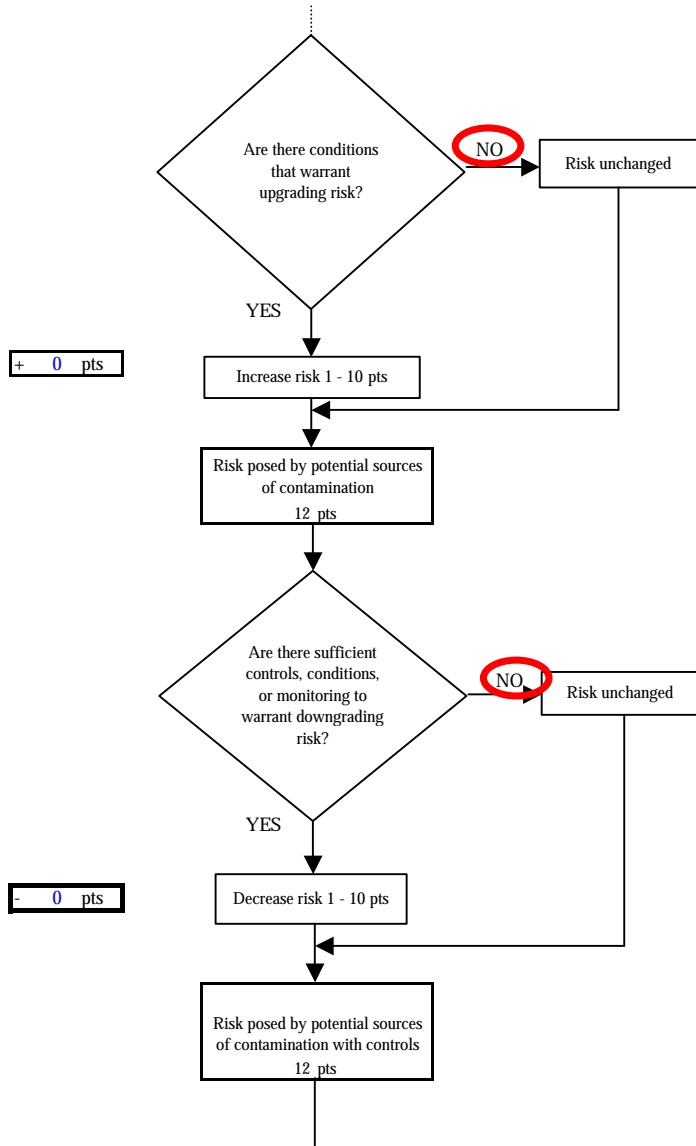 Are there conditions
that warrant
upgrading risk?
NO
Risk unchanged
YES
+ 0 pts
Increase risk 1 - 10 pts
Risk posed by potential sources
of contamination
12 pts
Are there sufficient
controls, conditions,
or monitoring to
warrant downgrading
risk?
NO
Risk unchanged
YES
- 0 pts
Decrease risk 1 - 10 pts
Risk posed by potential sources
of contamination with controls
12 pts